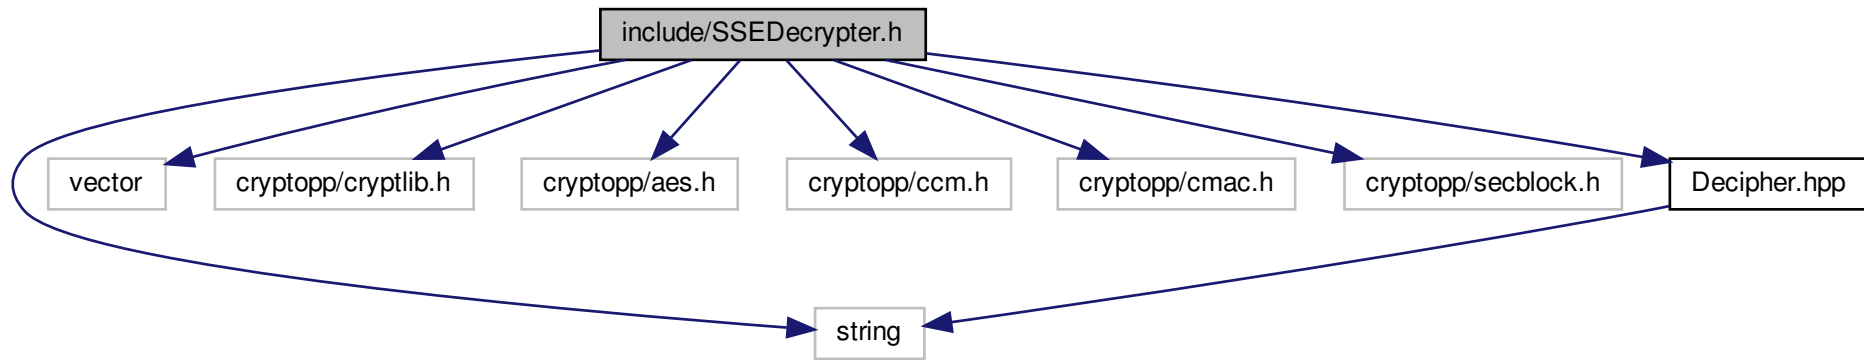 include/SSEDecrypter.h
vector
cryptopp/cryptlib.h
cryptopp/aes.h
cryptopp/ccm.h
cryptopp/cmac.h
cryptopp/secblock.h
Decipher.hpp
string